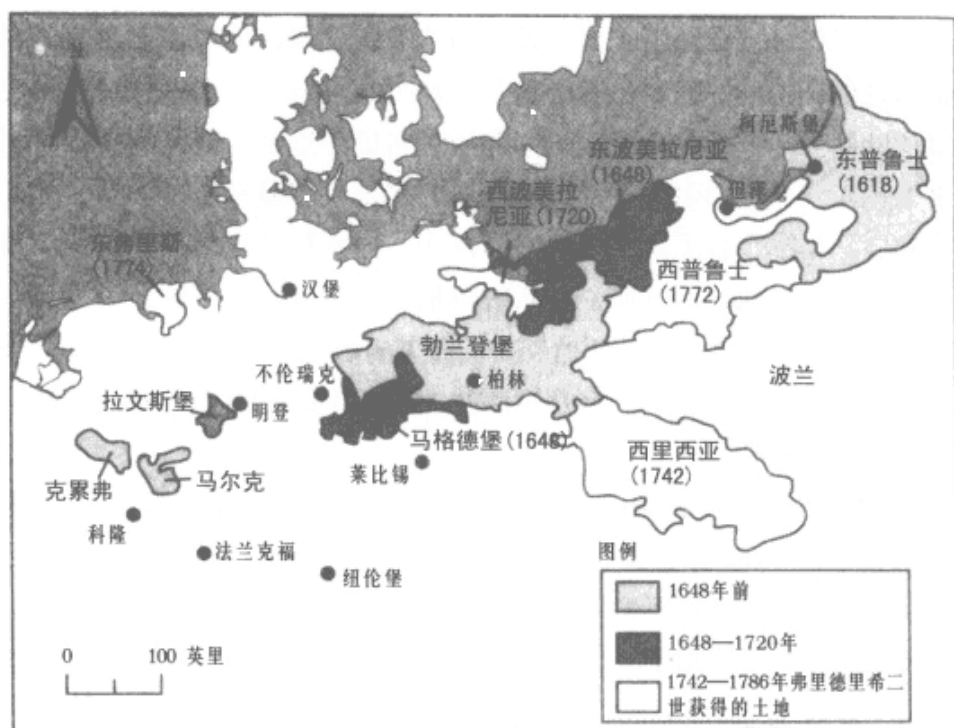 N
柯尼斯堡
东波美拉尼亚
(1648)
东普鲁士
(1618)
西波美拉
尼亚(1720)
但泽
东弗里斯
(1774)
汉堡
西普鲁士
(1772)
勃兰登堡
不伦瑞克
柏林
波兰
拉文斯堡
明登
马格德堡(1648)
西里西亚
(1742)
克累弗
马尔克
莱比锡
科隆
法兰克福
纽伦堡
图例
1648年前
1648—1720年
1742—1786年弗里德里希二
世获得的土地
0 100 英里